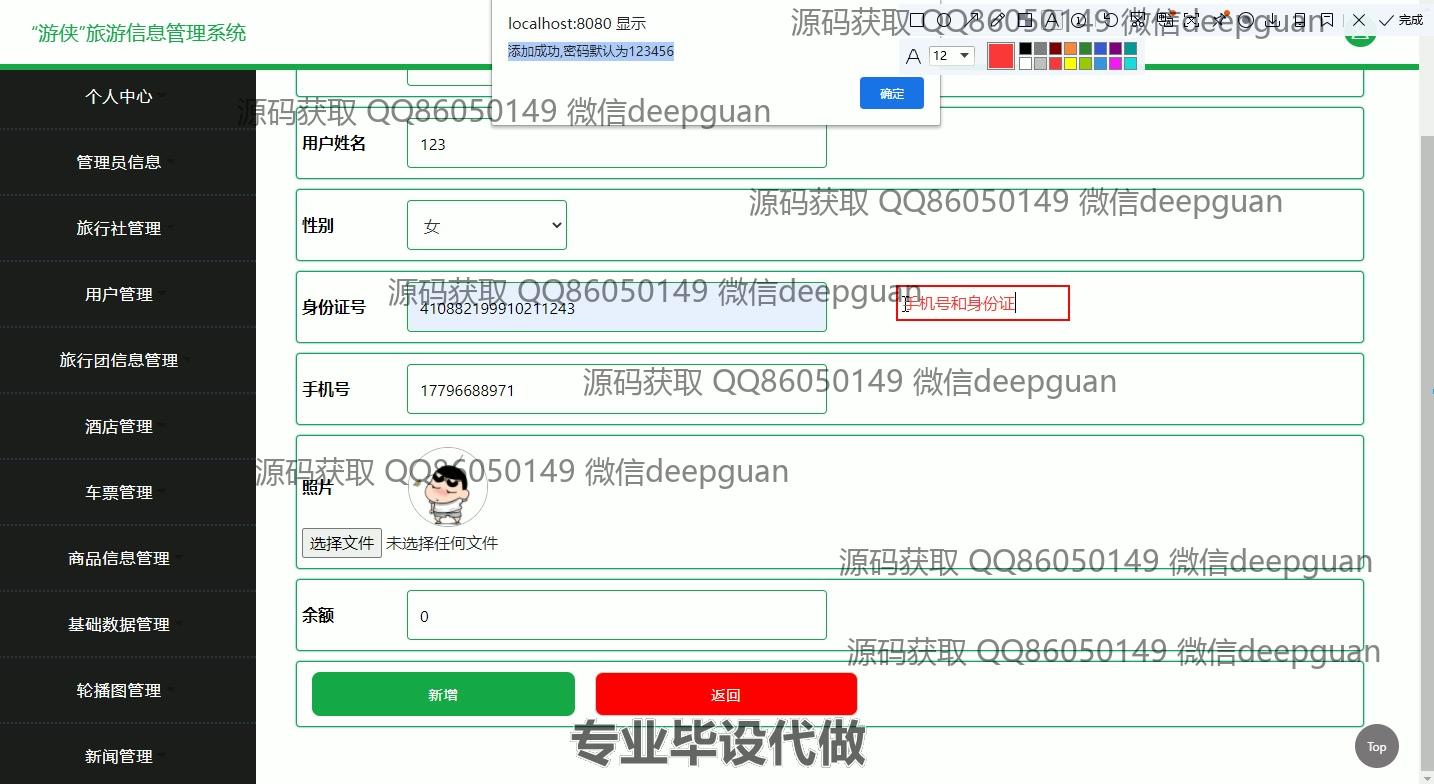 “游侠”旅游信息管理系统
localhost:8080 显示
添加成功,密码默认为123456
确定
源码获取 QQ86050149 微信deepguan
完成
12
个人中心
管理员信息
旅行社管理
用户管理
旅行团信息管理
酒店管理
车票管理
商品信息管理
基础数据管理
轮播图管理
新闻管理
源码获取 QQ86050149 微信deepguan
用户姓名
123
源码获取 QQ86050149 微信deepguan
性别
女
源码获取 QQ86050149 微信deepguan
身份证号
410882199910211243
手机号和身份证
手机号
17796688971
源码获取 QQ86050149 微信deepguan
源码获取 QQ86050149 微信deepguan
照片
选择文件 未选择任何文件
源码获取 QQ86050149 微信deepguan
余额
0
源码获取 QQ86050149 微信deepguan
新增
返回
专业毕设代做
Top